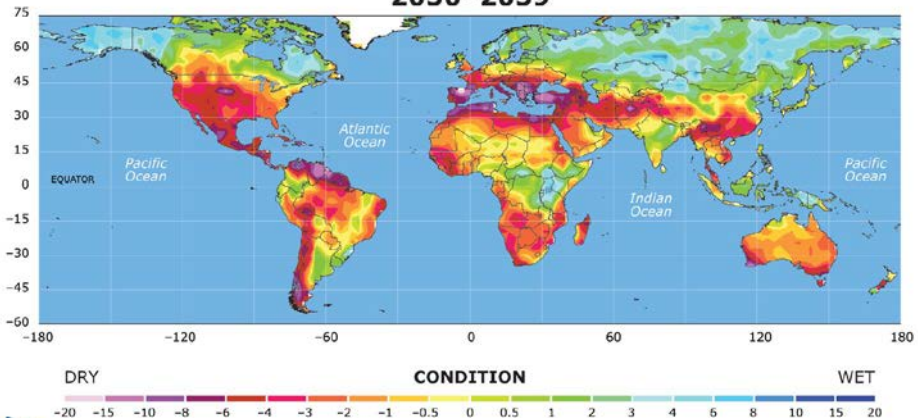 2030–2039
75
60
45
30
15
0
−15
−30
−45
−60
Atlantic
Ocean
Pacific
Ocean
EQUATOR
Indian
Ocean
Pacific
Ocean
−180 −120 −60 0 60 120 180
DRY CONDITION WET
−20 −15 −10 −8 −6 −4 −3 −2 −1 −0.5 0 0.5 1 2 3 4 6 8 10 15 20